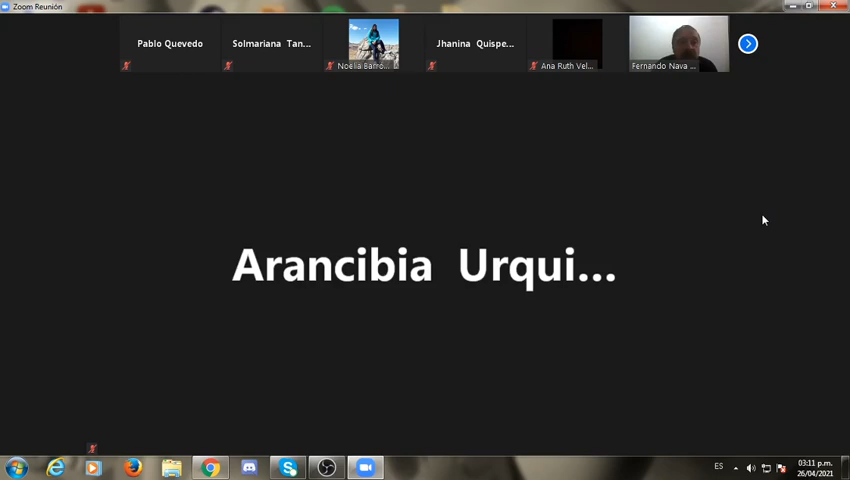 Zoom Reunión
Pablo Quevedo
Solmariana Tan...
Noelia Barro...
Jhanina Quispe...
Ana Ruth Vel...
Fernando Nava ...
Arancibia Urqui...
ES
03:11 p.m.
26/04/2021